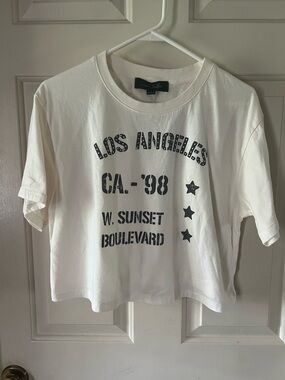 LOS ANGELES
CA. - '98
W. SUNSET
BOULEVARD